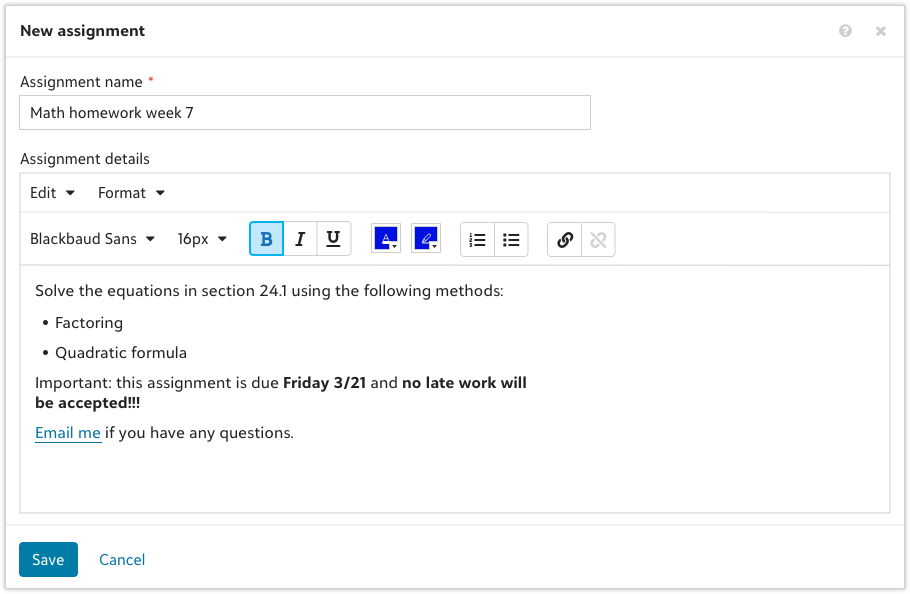 New assignment
Assignment name *
Math homework week 7
Assignment details
Edit Format
Blackbaud Sans 16px B I U A
Solve the equations in section 24.1 using the following methods:
• Factoring
• Quadratic formula
Important: this assignment is due Friday 3/21 and no late work will
be accepted!!!
Email me if you have any questions.
Save Cancel